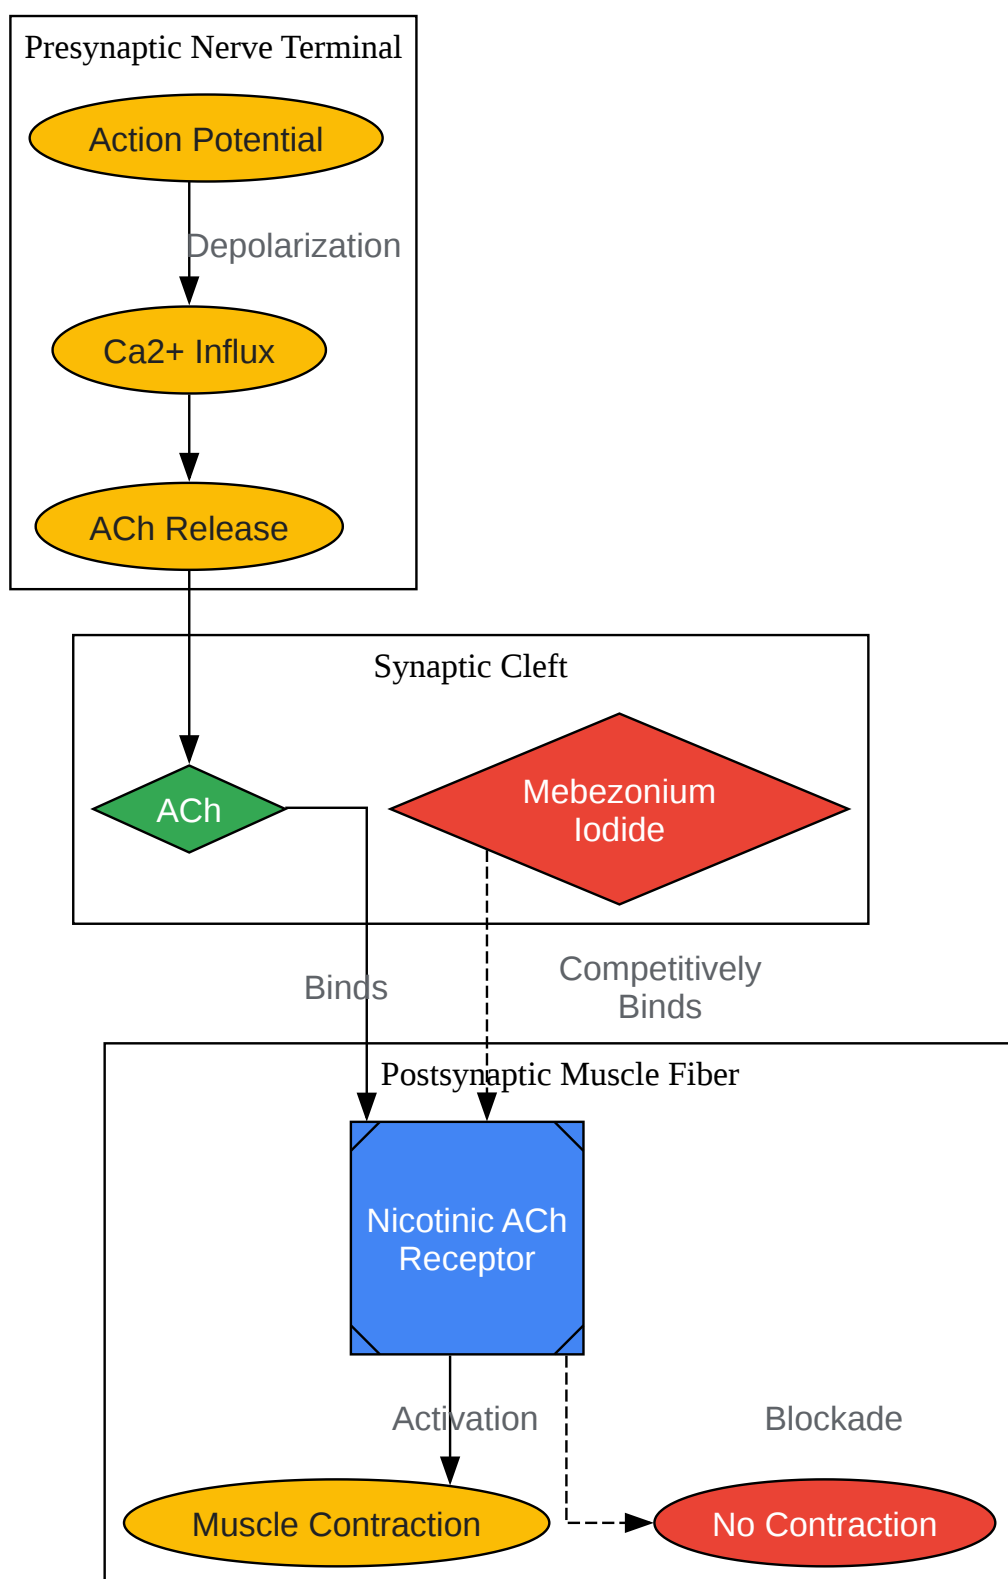 Presynaptic Nerve Terminal
Action Potential
Depolarization
Ca2+ Influx
ACh Release
Synaptic Cleft
ACh
Mebezonium
Iodide
Binds
Competitively
Binds
Postsynaptic Muscle Fiber
Nicotinic ACh
Receptor
Activation
Blockade
Muscle Contraction
No Contraction